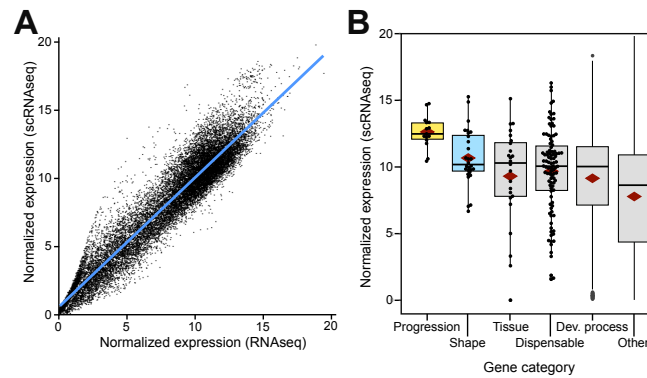 A
Normalized expression (scRNAseq)
20
15
10
5
0
0 5 10 15 20
Normalized expression (RNAseq)
B
Normalized expression (scRNAseq)
20
15
10
5
0
Progression Tissue Dev. process
Shape Dispensable Other
Gene category